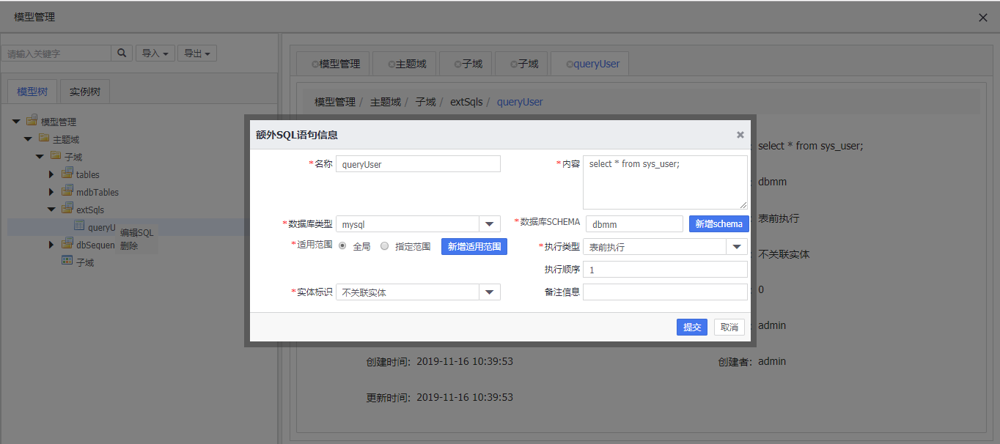 模型管理
请输入关键字
导入
导出
模型树
实例树
模型管理
主题域
子域
tables
mdbTables
extSqls
queryU
编辑SQL
删除
dbSequen
子域
模型管理
主题域
子域
子域
queryUser
模型管理 / 主题域 / 子域 / extSqls / queryUser
额外SQL语句信息
*名称 queryUser
*内容 select * from sys_user;
*数据库类型 mysql
*数据库SCHEMA dbmm 新增schema
*适用范围 全局 指定范围 新增适用范围
*执行类型 表前执行
执行顺序 1
*实体标识 不关联实体
备注信息
提交 取消
select * from sys_user;
dbmm
表前执行
不关联实体
0
admin
创建时间: 2019-11-16 10:39:53
创建者: admin
更新时间: 2019-11-16 10:39:53